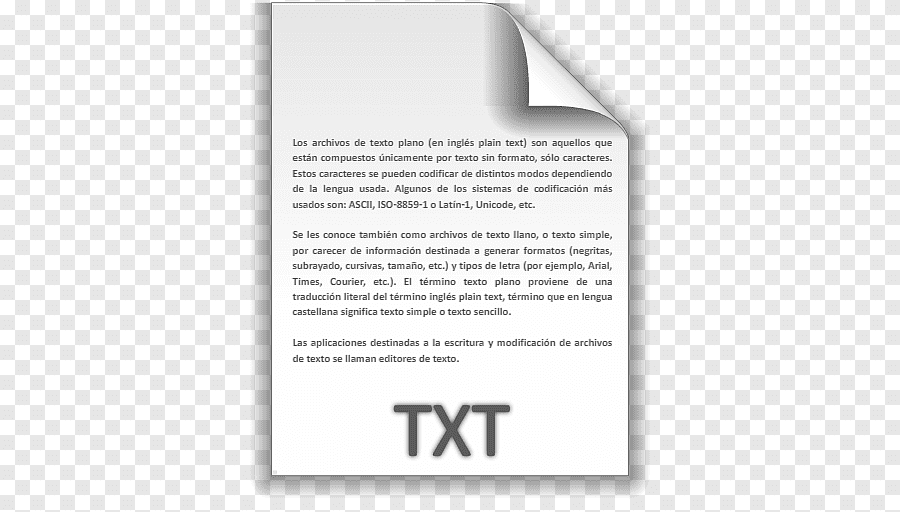 Los archivos de texto plano (en inglés plain text) son aquellos que
están compuestos únicamente por texto sin formato, sólo caracteres.
Estos caracteres se pueden codificar de distintos modos dependiendo
de la lengua usada. Algunos de los sistemas de codificación más
usados son: ASCII, ISO-8859-1 o Latín-1, Unicode, etc.
Se les conoce también como archivos de texto llano, o texto simple,
por carecer de información destinada a generar formatos (negritas,
subrayado, cursivas, tamaño, etc.) y tipos de letra (por ejemplo, Arial,
Times, Courier, etc.). El término texto plano proviene de una
traducción literal del término inglés plain text, término que en lengua
castellana significa texto simple o texto sencillo.
Las aplicaciones destinadas a la escritura y modificación de archivos
de texto se llaman editores de texto.
TXT